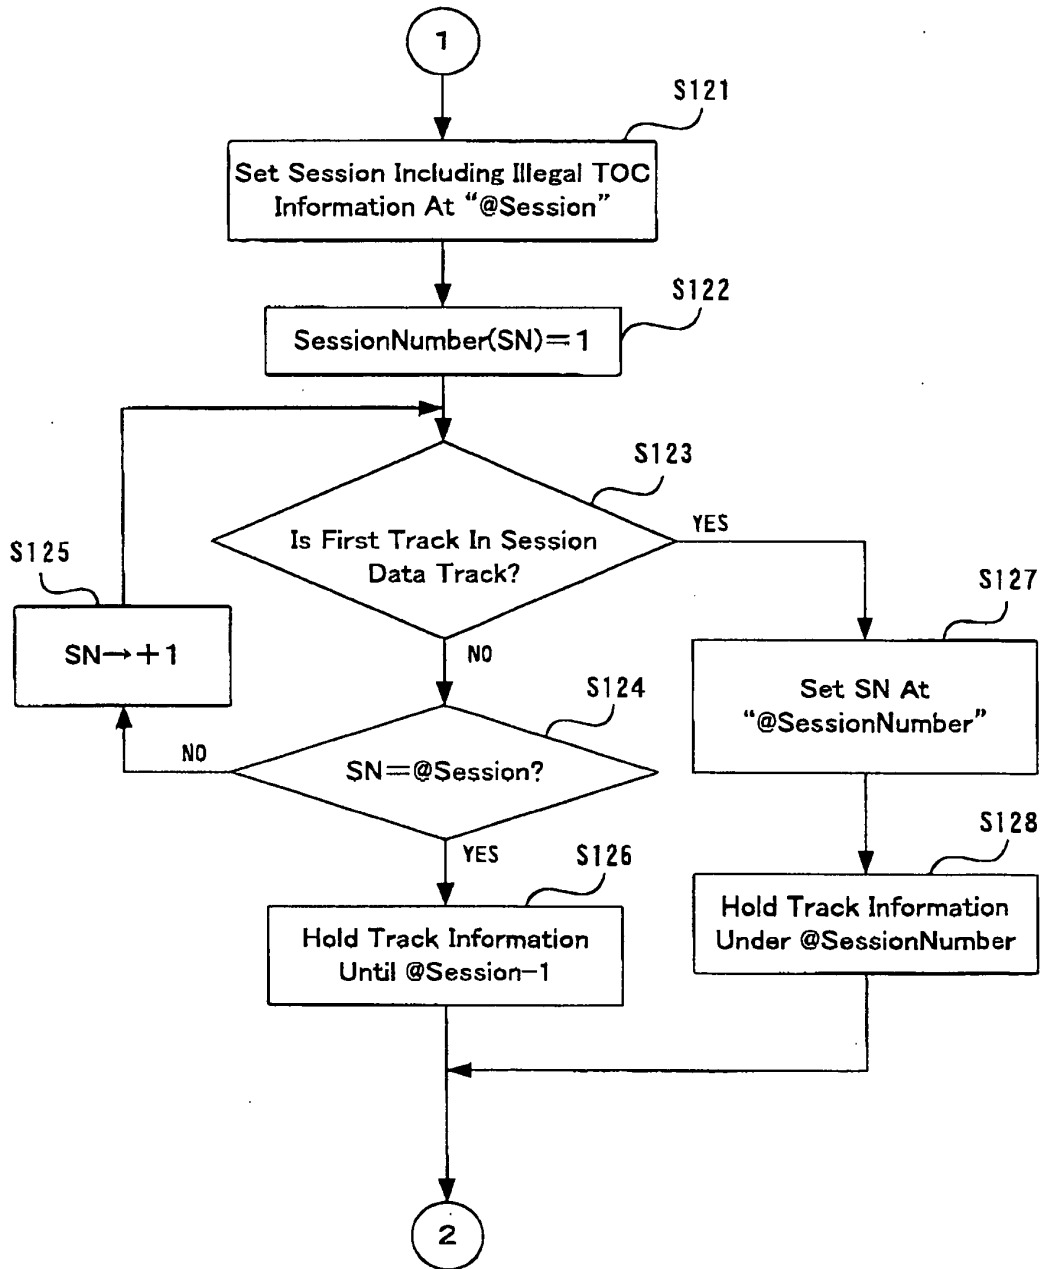 1
S121
Set Session Including Illegal TOC
Information At “@Session”
S122
SessionNumber(SN)=1
S123
Is First Track In Session
Data Track?
YES
NO
S125
SN→+1
S124
SN=@Session?
NO
YES
S127
Set SN At
“@SessionNumber”
S126
Hold Track Information
Until @Session-1
S128
Hold Track Information
Under @SessionNumber
2